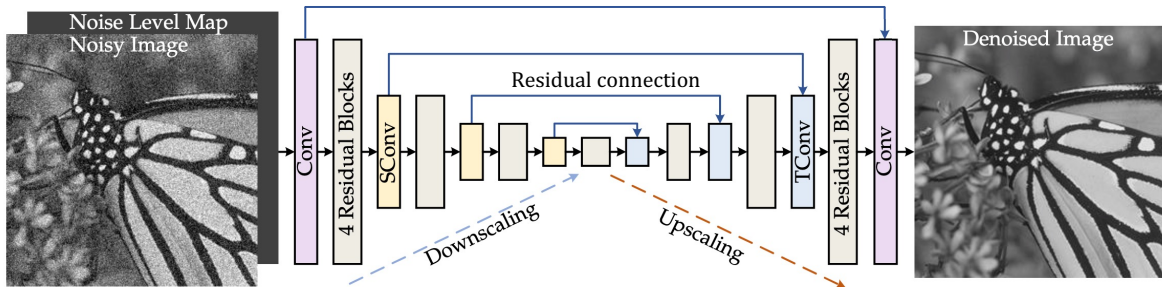 Noise Level Map
Noisy Image
Conv
4 Residual Blocks
SConv
Residual connection
Downscaling
Upscaling
TConv
4 Residual Blocks
Conv
Denoised Image